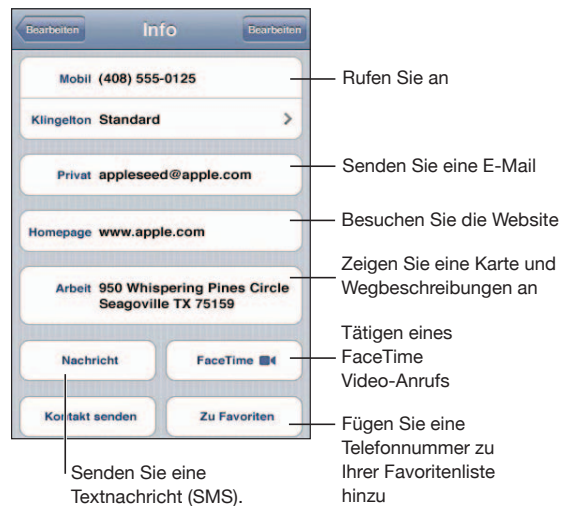 Bearbeiten Info Bearbeiten
Mobil (408) 555-0125
Klingelton Standard
Privat appleseed@apple.com
Homepage www.apple.com
Arbeit 950 Whispering Pines Circle
Seagoville TX 75159
Nachricht FaceTime
Kontakt senden Zu Favoriten
Rufen Sie an
Senden Sie eine E-Mail
Besuchen Sie die Website
Zeigen Sie eine Karte und
Wegbeschreibungen an
Tätigen eines
FaceTime
Video-Anrufs
Fügen Sie eine
Telefonnummer zu
Ihrer Favoritenliste
hinzu
Senden Sie eine
Textnachricht (SMS).